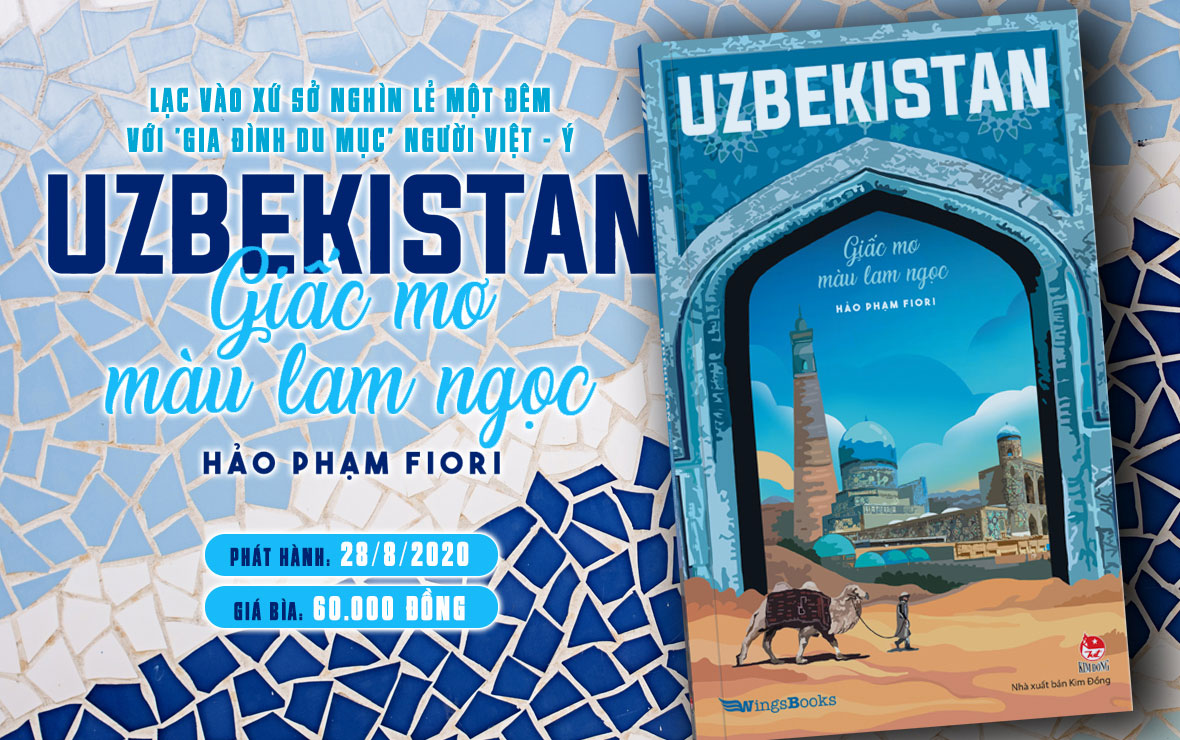 LẠC VÀO XỨ SỞ NGHÌN LẺ MỘT ĐÊM
VỚI 'GIA ĐÌNH DU MỤC' NGƯỜI VIỆT - Ý
UZBEKISTAN
Giấc mơ
màu lam ngọc
HẢO PHẠM FIORI
PHÁT HÀNH: 28/8/2020
GIÁ BÌA: 60.000 ĐỒNG
UZBEKISTAN
Giấc mơ
màu lam ngọc
HẢO PHẠM FIORI
KIM ĐỒNG
Nhà xuất bản Kim Đồng
WingsBooks